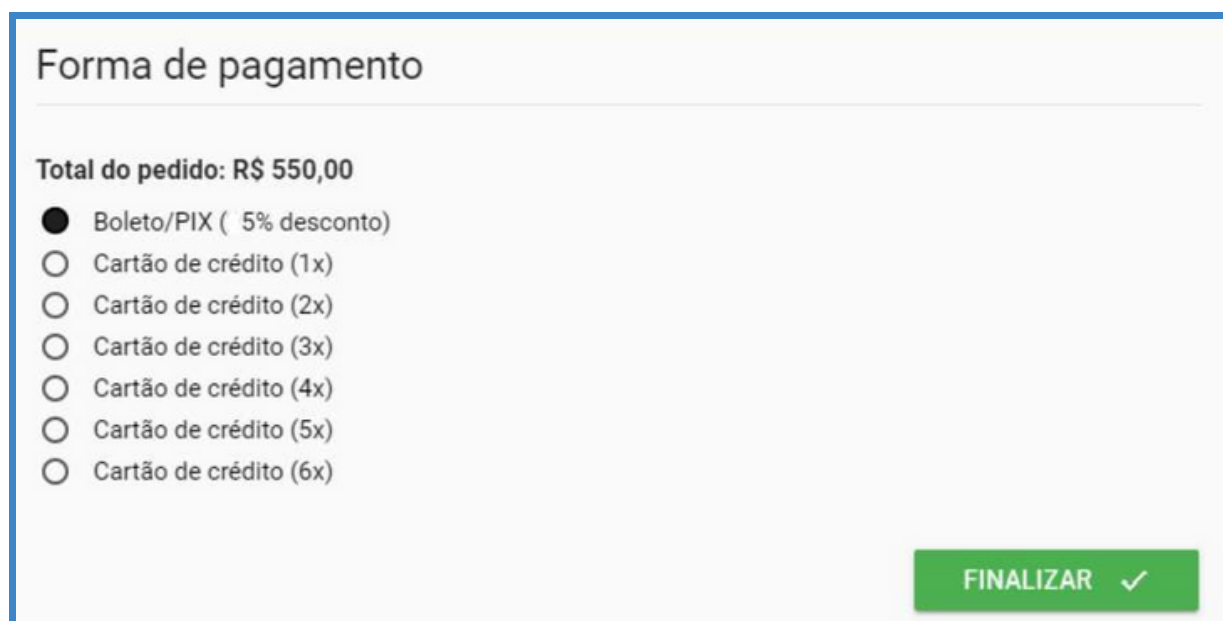 Forma de pagamento
Total do pedido: R$ 550,00
Boleto/PIX ( 5% desconto)
Cartão de crédito (1x)
Cartão de crédito (2x)
Cartão de crédito (3x)
Cartão de crédito (4x)
Cartão de crédito (5x)
Cartão de crédito (6x)
FINALIZAR